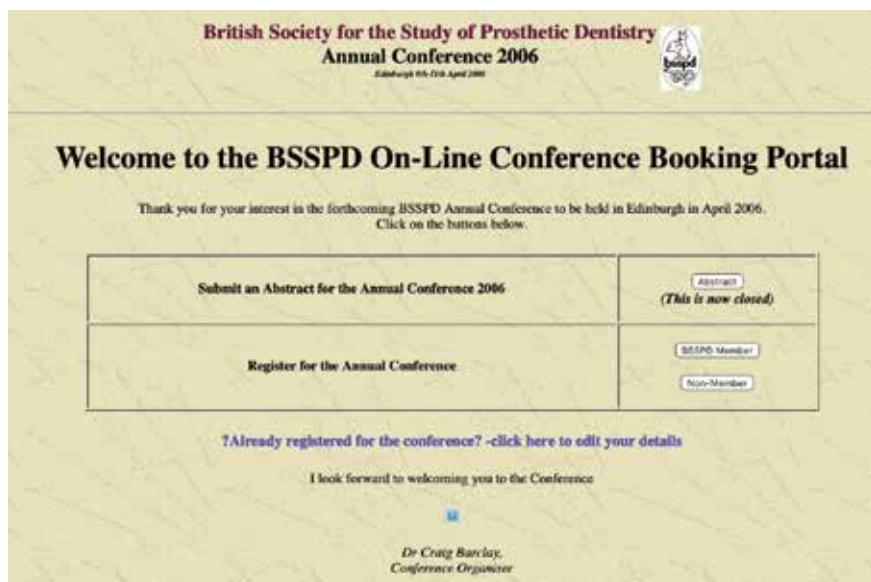 British Society for the Study of Prosthetic Dentistry
Annual Conference 2006
bsspd
Welcome to the BSSPD On-Line Conference Booking Portal
Thank you for your interest in the forthcoming BSSPD Annual Conference to be held in Edinburgh in April 2006.
Click on the buttons below.
Submit an Abstract for the Annual Conference 2006
Abstract
(This is now closed)
Register for the Annual Conference
BSSPD Member
Non-Member
?Already registered for the conference? -click here to edit your details
I look forward to welcoming you to the Conference
Dr Craig Barclay,
Conference Organiser